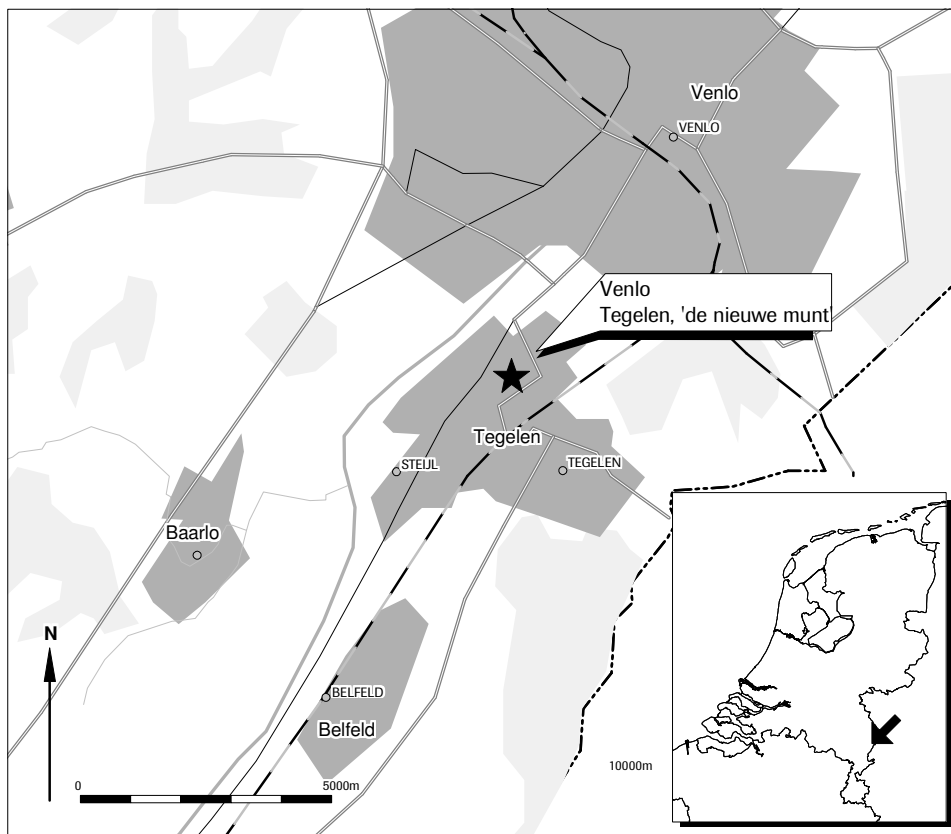 Venlo
VENLO
Venlo
Tegelen, 'de nieuwe munt'
Tegelen
STEIJL
TEGELEN
Baarlo
N
BELFELD
Belfeld
10000m
0
5000m